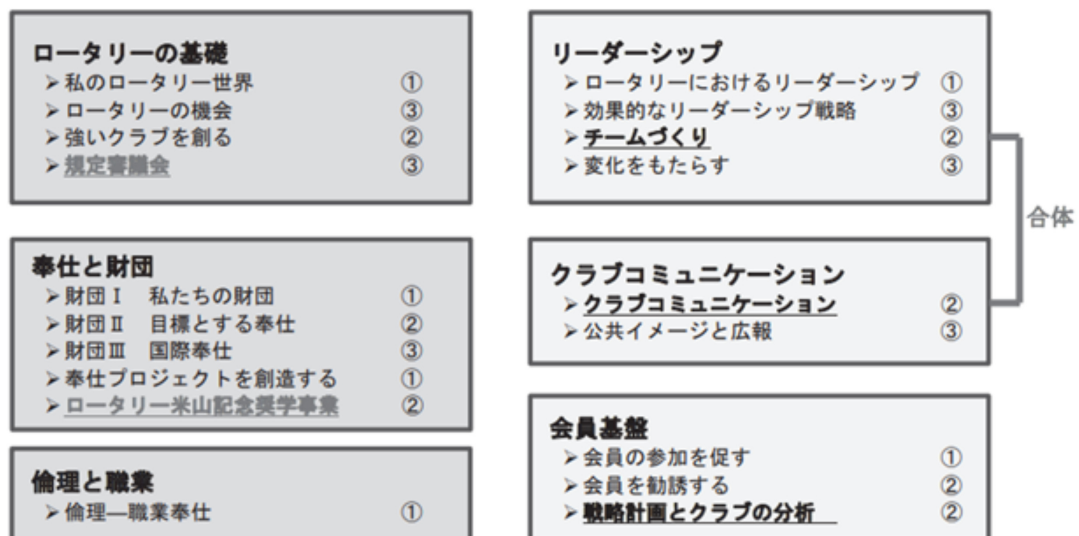 ロータリーの基礎
➢私のロータリー世界 ①
➢ロータリーの機会 ③
➢強いクラブを創る ②
➢規定審議会 ③
奉仕と財団
➢財団Ⅰ 私たちの財団 ①
➢財団Ⅱ 目標とする奉仕 ②
➢財団Ⅲ 国際奉仕 ③
➢奉仕プロジェクトを創造する ①
➢ロータリー米山記念奨学事業 ②
倫理と職業
➢倫理―職業奉仕 ①
リーダーシップ
➢ロータリーにおけるリーダーシップ ①
➢効果的なリーダーシップ戦略 ③
➢チームづくり ②
➢変化をもたらす ③
クラブコミュニケーション
➢クラブコミュニケーション ②
➢公共イメージと広報 ③
会員基盤
➢会員の参加を促す ①
➢会員を勧誘する ②
➢戦略計画とクラブの分析 ②
合体